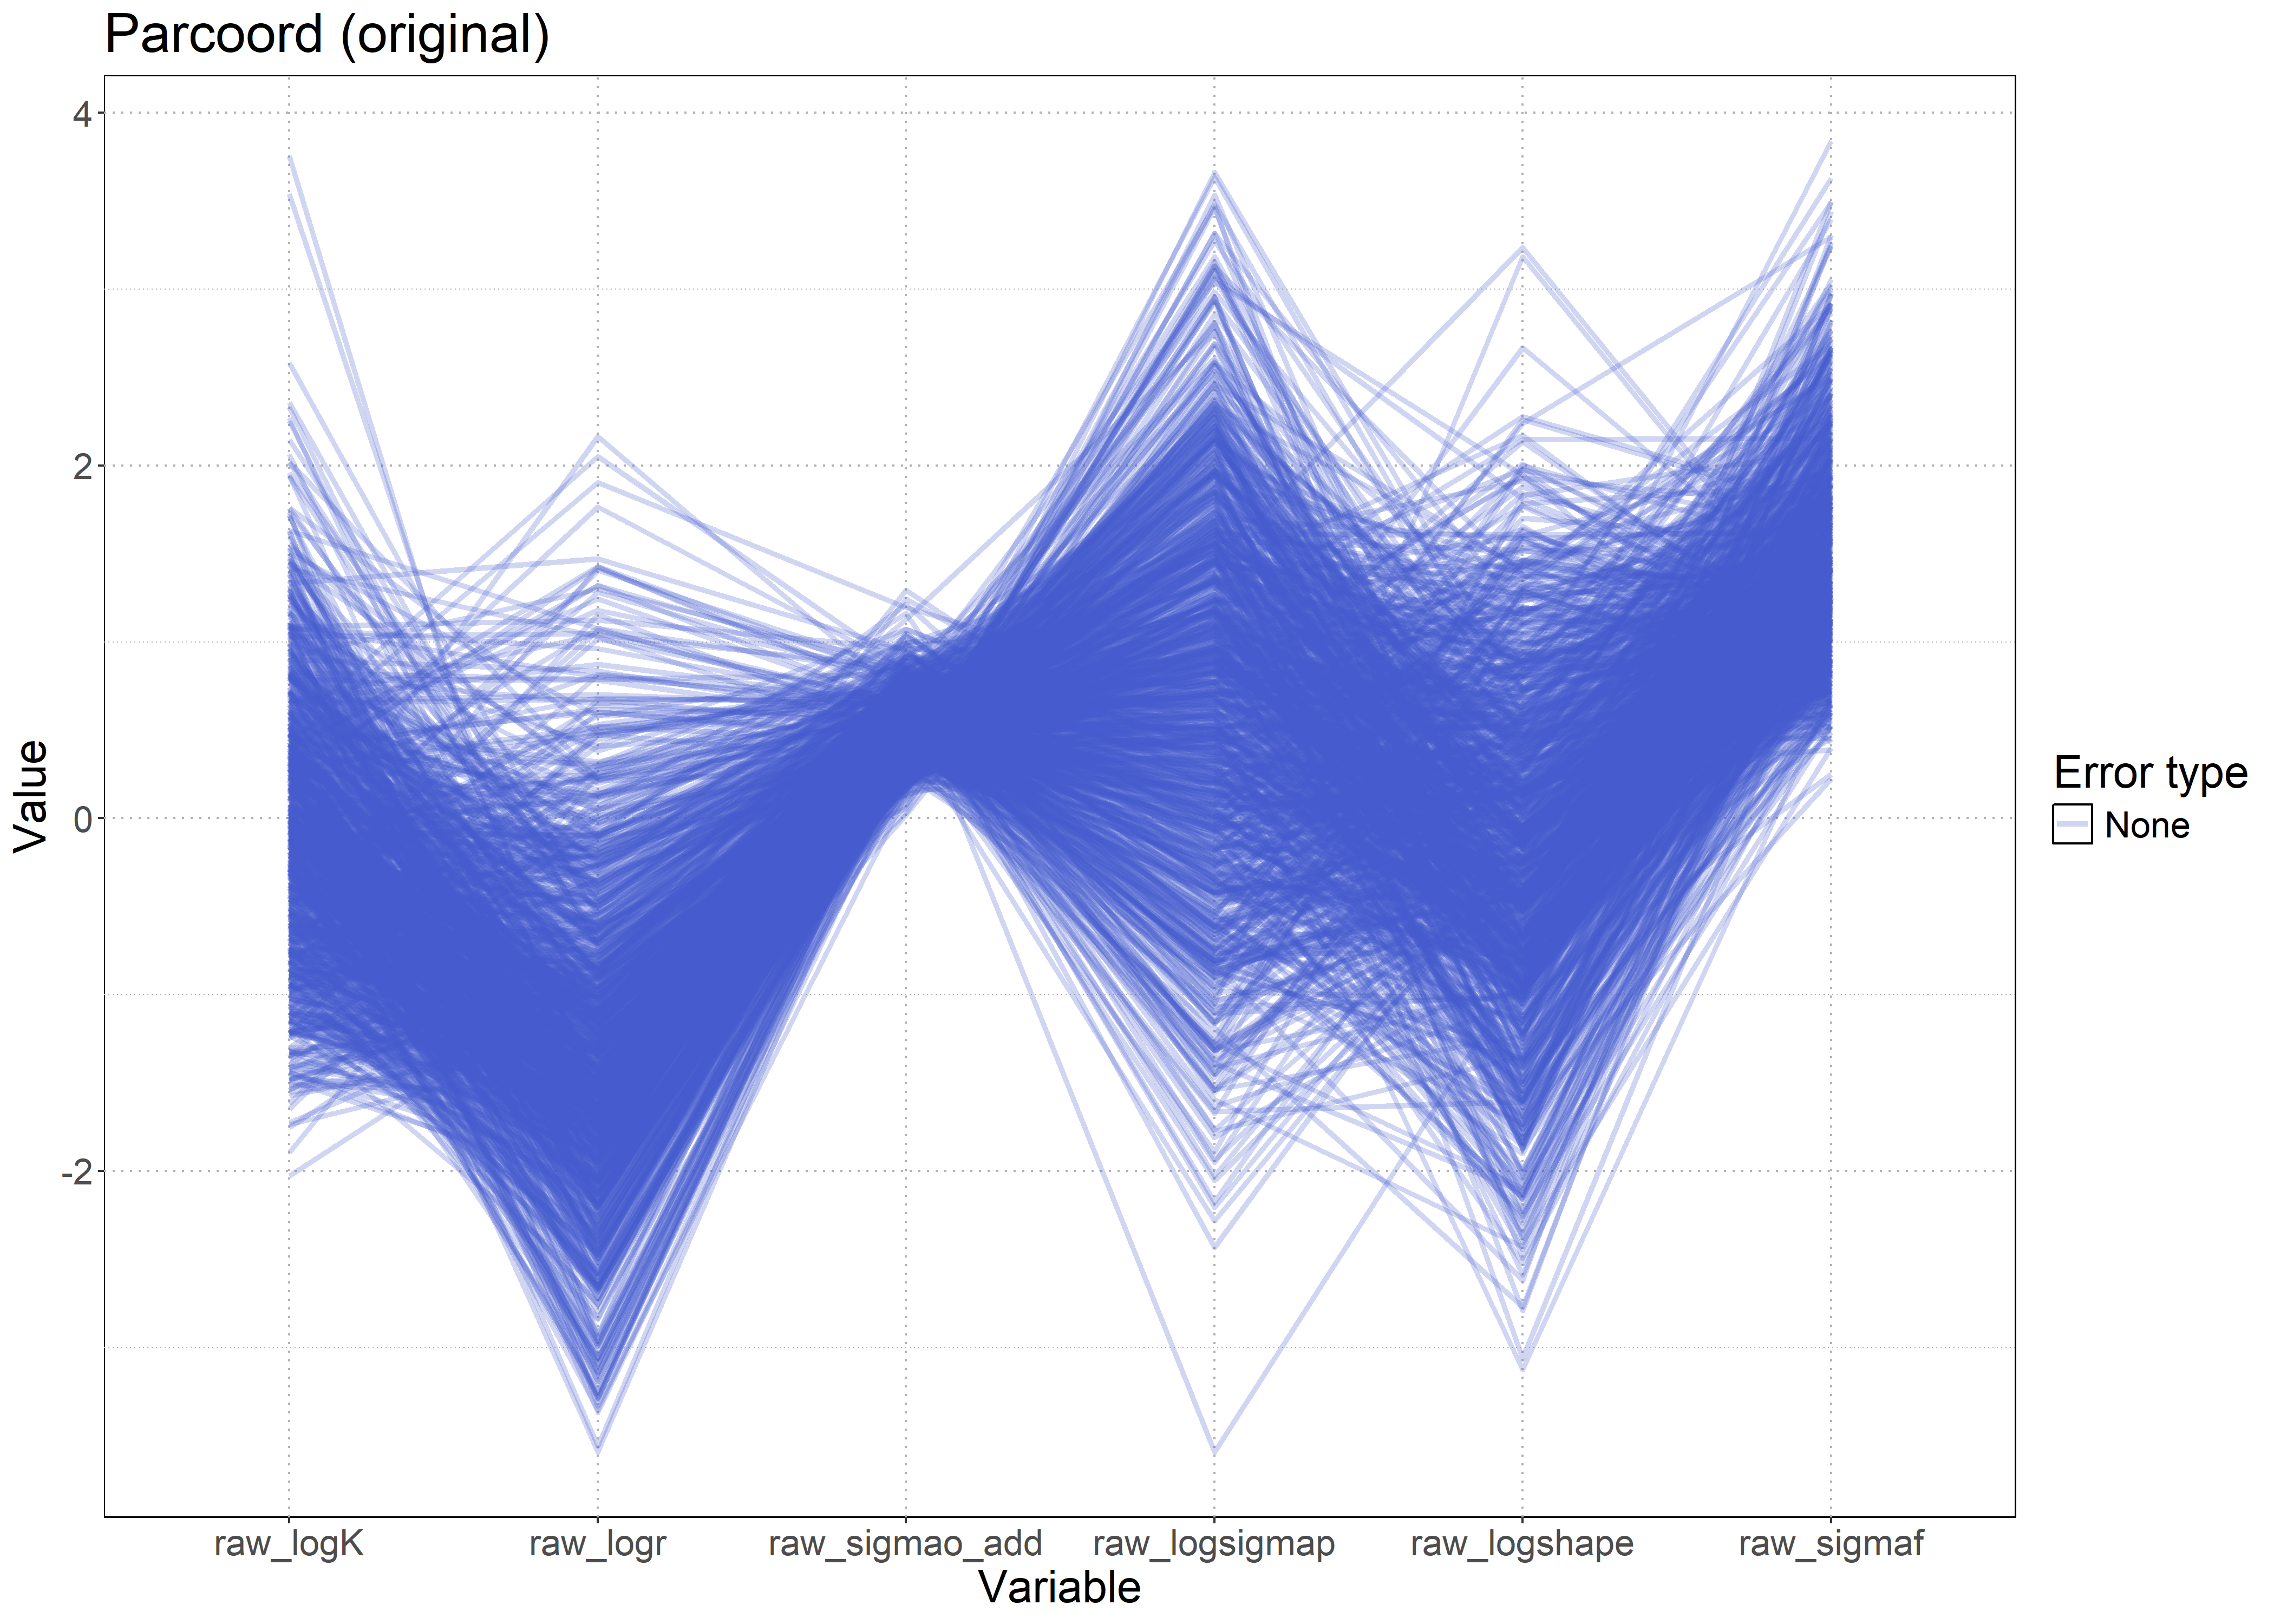 Parcoord (original)
4
2
0
-2
Value
raw_logK
raw_logr
raw_sigmao_add
raw_logsigmap
raw_logshape
raw_sigmaf
Variable
Error type
None